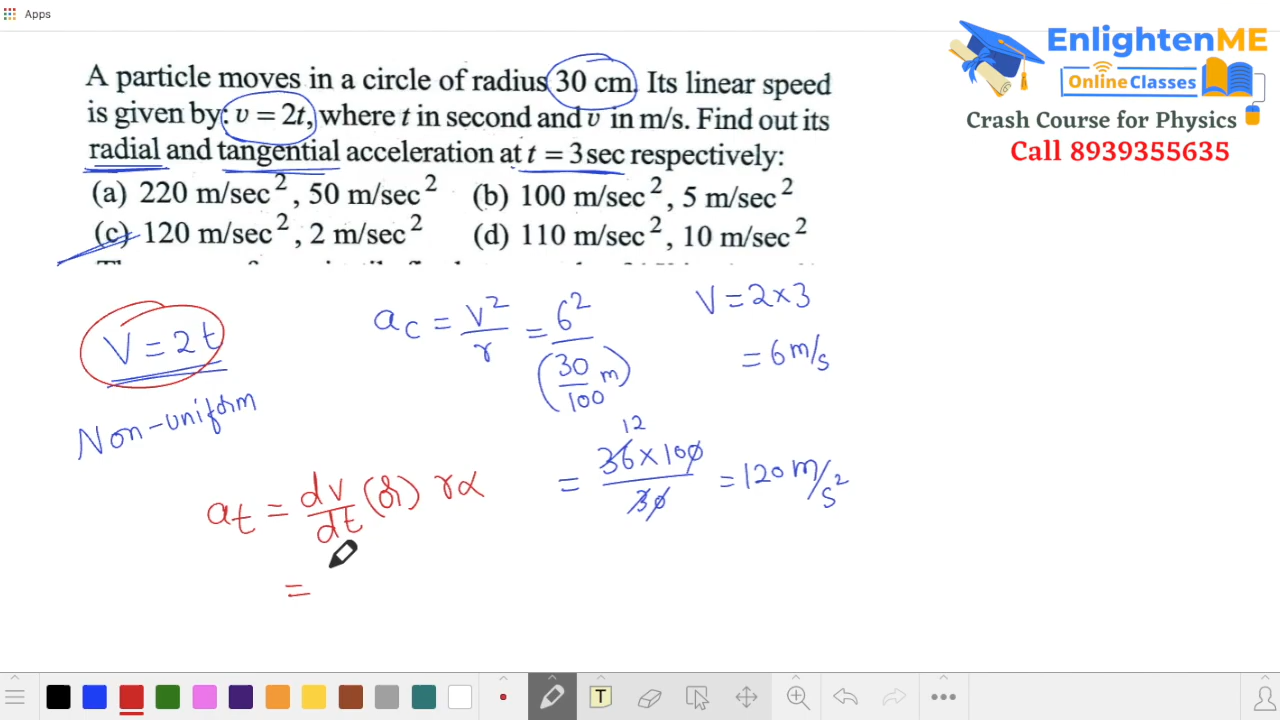 Apps
EnlightenME
Online Classes
Crash Course for Physics
Call 8939355635
A particle moves in a circle of radius 30 cm. Its linear speed
is given by: v = 2t, where t in second and v in m/s. Find out its
radial and tangential acceleration at t = 3 sec respectively:
(a) 220 m/sec², 50 m/sec² (b) 100 m/sec², 5 m/sec²
(c) 120 m/sec², 2 m/sec² (d) 110 m/sec², 10 m/sec²
V = 2t
Non-uniform
a_c = V²/r = 6²/(30/100 m)
= 36 × 100/30 = 120 m/s²
12
V = 2×3
= 6 m/s
a_t = dv/dt (or) rα
=
T